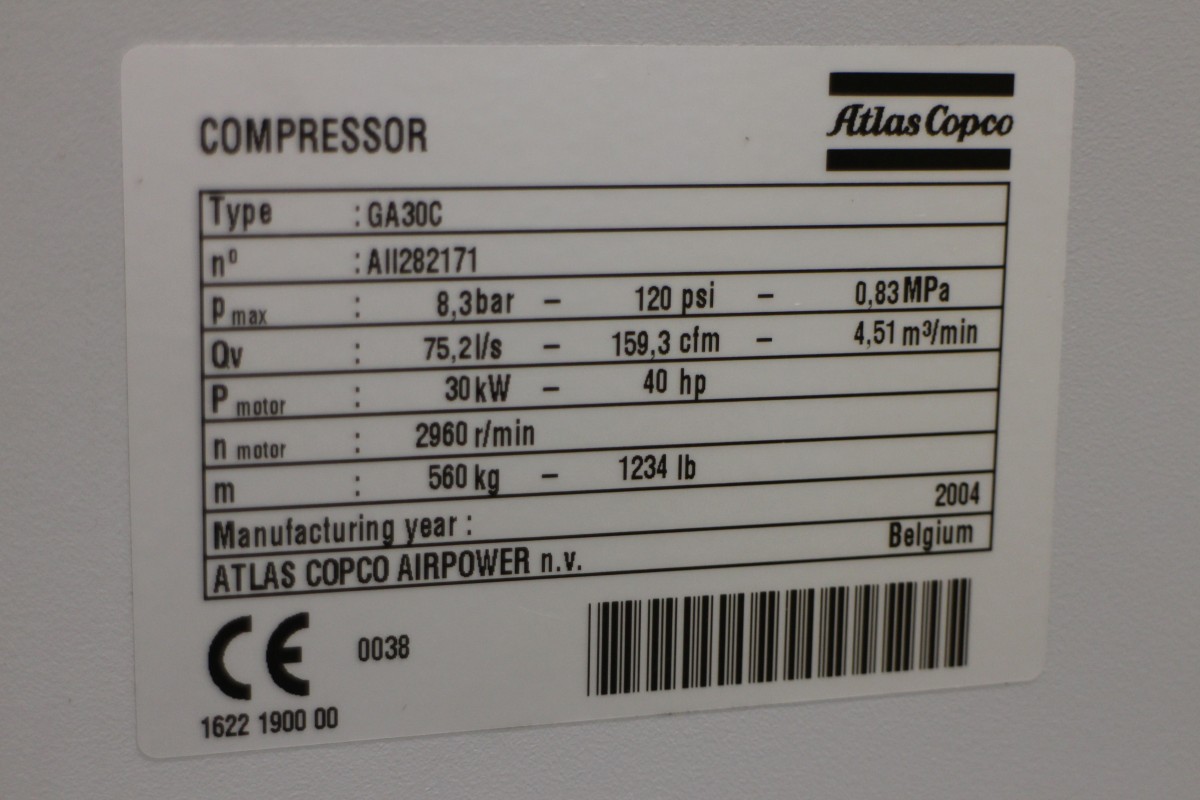 Atlas Copco
COMPRESSOR
Type : GA30C
nº : AII282171
P max : 8,3 bar – 120 psi – 0,83 MPa
Qv : 75,2 l/s – 159,3 cfm – 4,51 m³/min
P motor : 30 kW – 40 hp
n motor : 2960 r/min
m : 560 kg – 1234 lb
Manufacturing year : 2004
ATLAS COPCO AIRPOWER n.v. Belgium
CE 0038
1622 1900 00